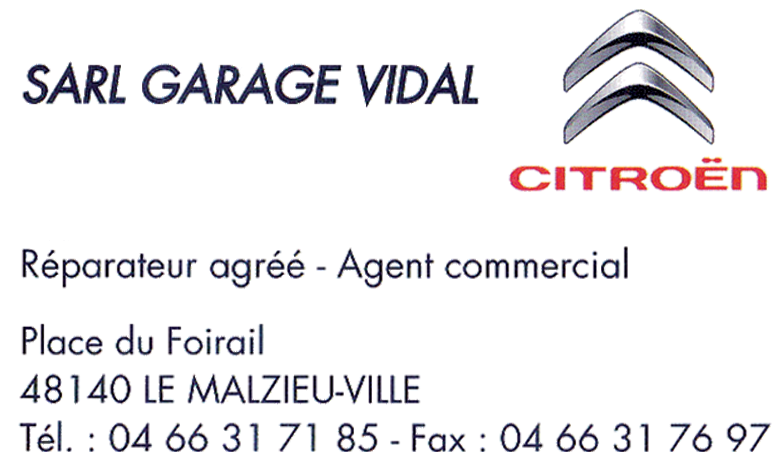 SARL GARAGE VIDAL
CITROËN
Réparateur agréé - Agent commercial
Place du Foirail
48140 LE MALZIEU-VILLE
Tél. : 04 66 31 71 85 - Fax : 04 66 31 76 97